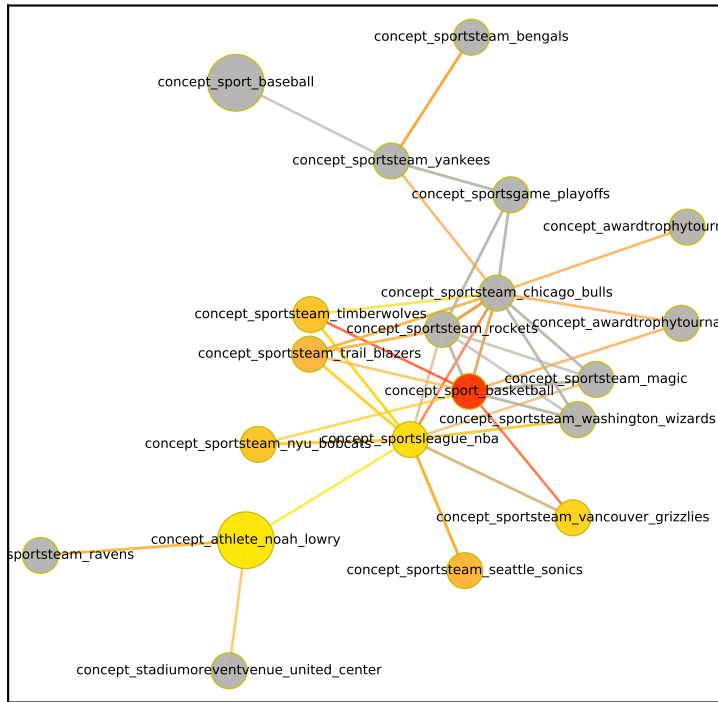 concept_sportsteam_bengals
concept_sport_baseball
concept_sportsteam_yankees
concept_sportsgame_playoffs
concept_awardtrophytourn
concept_sportsteam_chicago_bulls
concept_sportsteam_timberwolves
concept_awardtrophytourna
concept_sportsteam_rockets
concept_sportsteam_trail_blazers
concept_sportsteam_magic
concept_sport_basketball
concept_sportsteam_washington_wizards
concept_sportsleague_nba
concept_sportsteam_nyu_bobcats
concept_sportsteam_vancouver_grizzlies
concept_athlete_noah_lowry
sportsteam_ravens
concept_sportsteam_seattle_sonics
concept_stadiumoreventvenue_united_center